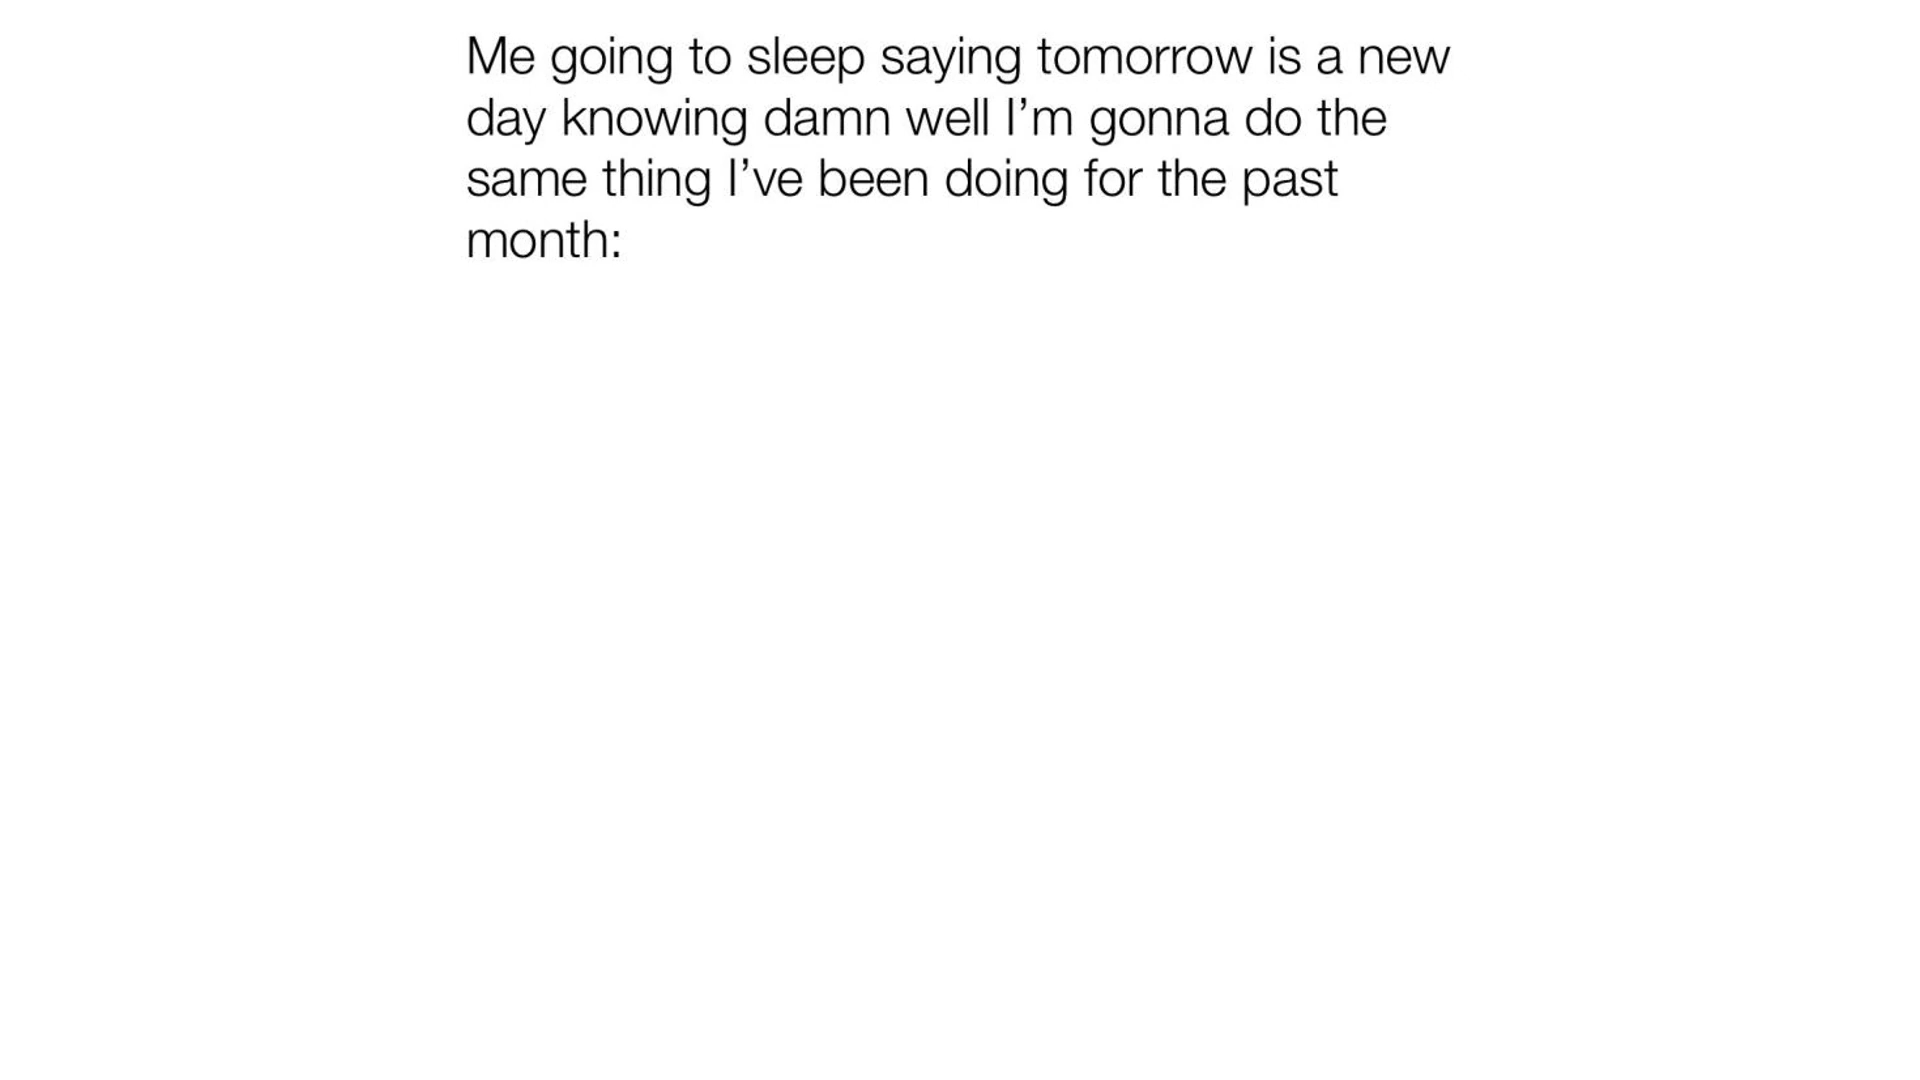 Me going to sleep saying tomorrow is a new
day knowing damn well I’m gonna do the
same thing I’ve been doing for the past
month: